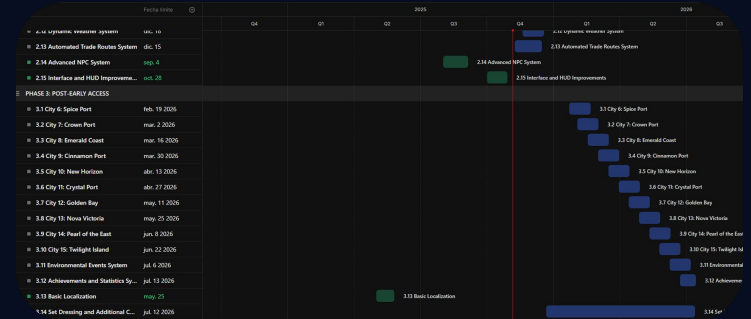 Fecha límite
2025
2026
Q4
Q1
Q2
Q3
Q4
Q1
Q2
Q3
2.12 Dynamic Weather System dic. 16 2.12 Dynamic Weather System
2.13 Automated Trade Routes System dic. 15 2.13 Automated Trade Routes System
2.14 Advanced NPC System sep. 4 2.14 Advanced NPC System
2.15 Interface and HUD Improveme... oct. 28 2.15 Interface and HUD Improvements
PHASE 3: POST-EARLY ACCESS
3.1 City 6: Spice Port feb. 19 2026 3.1 City 6: Spice Port
3.2 City 7: Crown Port mar. 2 2026 3.2 City 7: Crown Port
3.3 City 8: Emerald Coast mar. 16 2026 3.3 City 8: Emerald Coast
3.4 City 9: Cinnamon Port mar. 30 2026 3.4 City 9: Cinnamon Port
3.5 City 10: New Horizon abr. 13 2026 3.5 City 10: New Horizon
3.6 City 11: Crystal Port abr. 27 2026 3.6 City 11: Crystal Port
3.7 City 12: Golden Bay may. 11 2026 3.7 City 12: Golden Bay
3.8 City 13: Nova Victoria may. 25 2026 3.8 City 13: Nova Victoria
3.9 City 14: Pearl of the East jun. 8 2026 3.9 City 14: Pearl of the East
3.10 City 15: Twilight Island jun. 22 2026 3.10 City 15: Twilight Isl
3.11 Environmental Events System jul. 6 2026 3.11 Environmental
3.12 Achievements and Statistics Sy... jul. 13 2026 3.12 Achievem
3.13 Basic Localization may. 25 3.13 Basic Localization
3.14 Set Dressing and Additional C... jul. 12 2026 3.14 Set